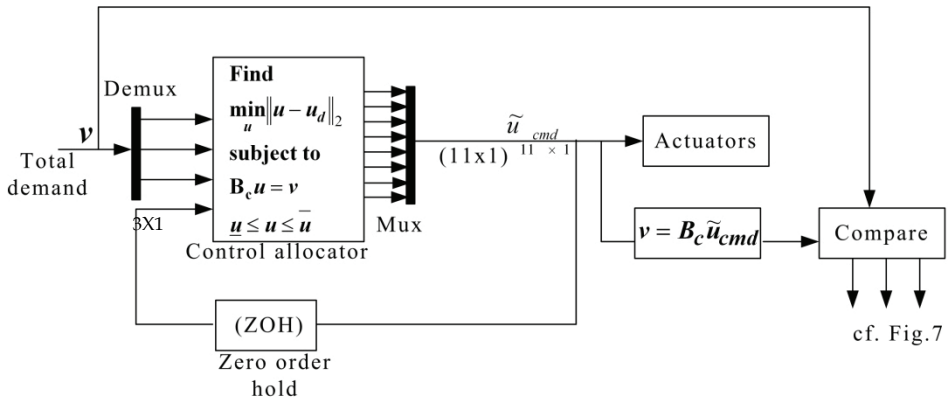 Demux
v
Total
demand
3X1
Find
min ‖u − u_d‖₂
u
subject to
B_c u = v
u̲ ≤ u ≤ u̅
Control allocator
Mux
ũ cmd
(11x1) 11 × 1
Actuators
v = B_c ũ_cmd
Compare
cf. Fig.7
(ZOH)
Zero order
hold